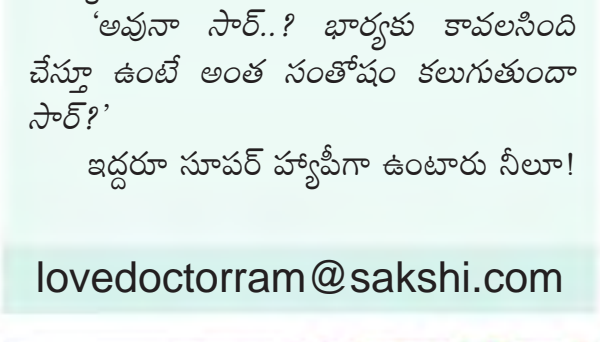 ‘అవునా సార్..? భార్యకు కావలసింది
చేస్తూ ఉంటే అంత సంతోషం కలుగుతుందా
సార్?’
ఇద్దరూ సూపర్ హ్యాపీగా ఉంటారు నీలూ!
lovedoctorram@sakshi.com